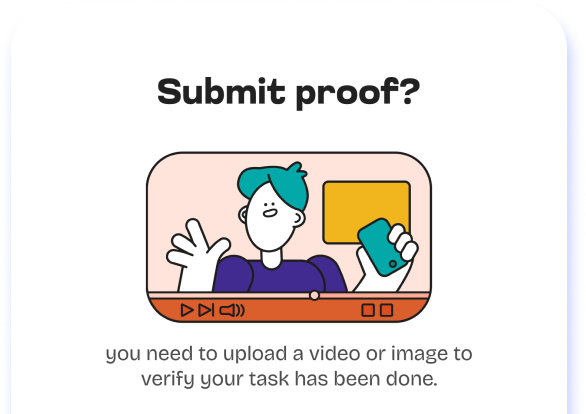 Submit proof?
you need to upload a video or image to
verify your task has been done.